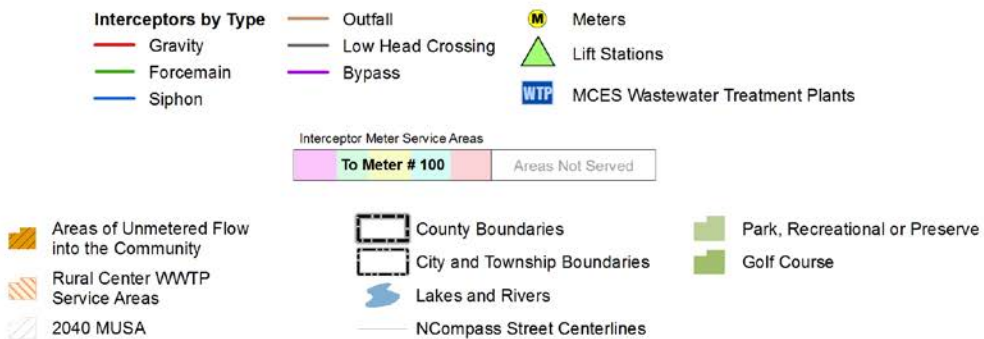 Interceptors by Type
Gravity
Forcemain
Siphon
Outfall
Low Head Crossing
Bypass
M Meters
Lift Stations
WTP MCES Wastewater Treatment Plants
Interceptor Meter Service Areas
To Meter # 100
Areas Not Served
Areas of Unmetered Flow
into the Community
Rural Center WWTP
Service Areas
2040 MUSA
County Boundaries
City and Township Boundaries
Lakes and Rivers
NCompass Street Centerlines
Park, Recreational or Preserve
Golf Course